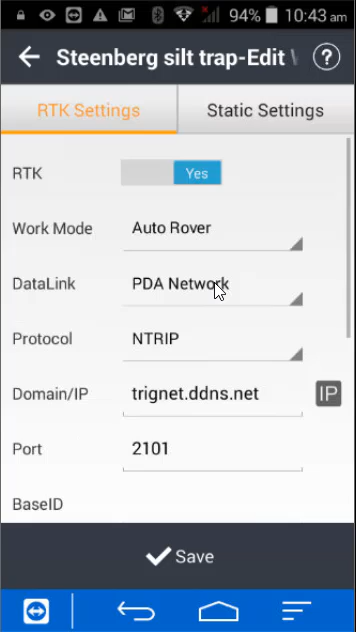 94% 10:43 am
Steenberg silt trap-Edit
RTK Settings Static Settings
RTK Yes
Work Mode Auto Rover
DataLink PDA Network
Protocol NTRIP
Domain/IP trignet.ddns.net IP
Port 2101
BaseID
Save